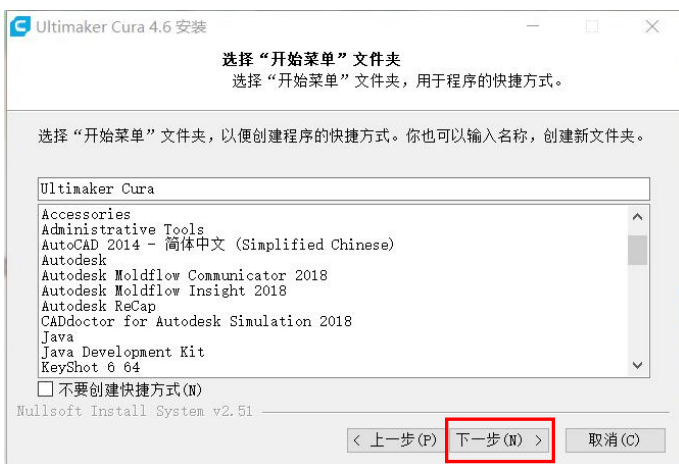 Ultimaker Cura 4.6 安装
选择“开始菜单”文件夹
选择“开始菜单”文件夹，用于程序的快捷方式。
选择“开始菜单”文件夹，以便创建程序的快捷方式。你也可以输入名称，创建新文件夹。
Ultimaker Cura
Accessories
Administrative Tools
AutoCAD 2014 - 简体中文 (Simplified Chinese)
Autodesk
Autodesk Moldflow Communicator 2018
Autodesk Moldflow Insight 2018
Autodesk ReCap
CADdoctor for Autodesk Simulation 2018
Java
Java Development Kit
KeyShot 6 64
不要创建快捷方式(N)
Nullsoft Install System v2.51
< 上一步(P) 下一步(N) > 取消(C)